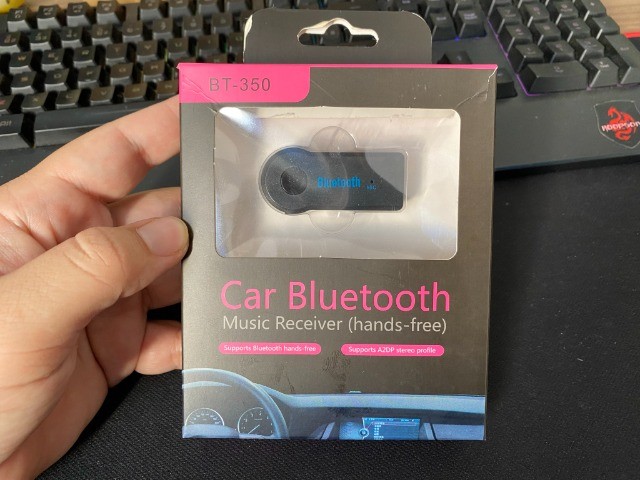 BT-350
Bluetooth
Car Bluetooth
Music Receiver (hands-free)
Supports Bluetooth hands-free
Supports A2DP stereo profile